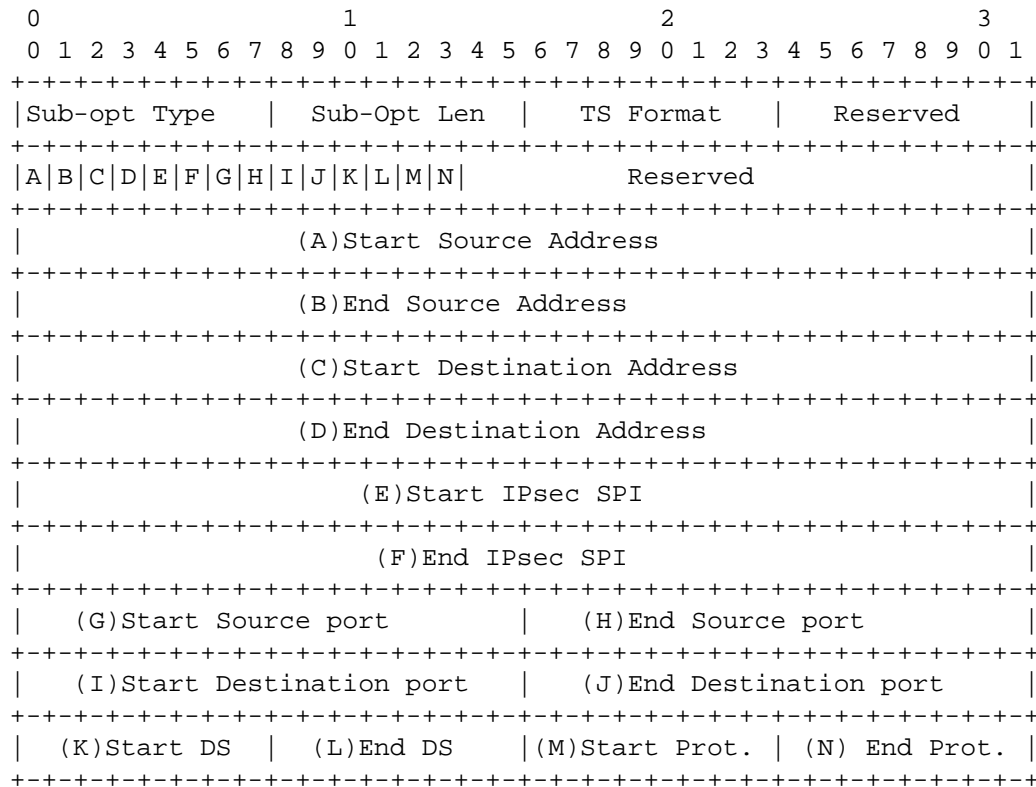 0                   1                   2                   3
 0 1 2 3 4 5 6 7 8 9 0 1 2 3 4 5 6 7 8 9 0 1 2 3 4 5 6 7 8 9 0 1
+-+-+-+-+-+-+-+-+-+-+-+-+-+-+-+-+-+-+-+-+-+-+-+-+-+-+-+-+-+-+-+-+
|Sub-opt Type   |  Sub-Opt Len  |   TS Format   |   Reserved    |
+-+-+-+-+-+-+-+-+-+-+-+-+-+-+-+-+-+-+-+-+-+-+-+-+-+-+-+-+-+-+-+-+
|A|B|C|D|E|F|G|H|I|J|K|L|M|N|          Reserved                 |
+-+-+-+-+-+-+-+-+-+-+-+-+-+-+-+-+-+-+-+-+-+-+-+-+-+-+-+-+-+-+-+-+
|                 (A)Start Source Address                       |
+-+-+-+-+-+-+-+-+-+-+-+-+-+-+-+-+-+-+-+-+-+-+-+-+-+-+-+-+-+-+-+-+
|                 (B)End Source Address                         |
+-+-+-+-+-+-+-+-+-+-+-+-+-+-+-+-+-+-+-+-+-+-+-+-+-+-+-+-+-+-+-+-+
|                 (C)Start Destination Address                  |
+-+-+-+-+-+-+-+-+-+-+-+-+-+-+-+-+-+-+-+-+-+-+-+-+-+-+-+-+-+-+-+-+
|                 (D)End Destination Address                    |
+-+-+-+-+-+-+-+-+-+-+-+-+-+-+-+-+-+-+-+-+-+-+-+-+-+-+-+-+-+-+-+-+
|                     (E)Start IPsec SPI                        |
+-+-+-+-+-+-+-+-+-+-+-+-+-+-+-+-+-+-+-+-+-+-+-+-+-+-+-+-+-+-+-+-+
|                      (F)End IPsec SPI                         |
+-+-+-+-+-+-+-+-+-+-+-+-+-+-+-+-+-+-+-+-+-+-+-+-+-+-+-+-+-+-+-+-+
|   (G)Start Source port        |   (H)End Source port          |
+-+-+-+-+-+-+-+-+-+-+-+-+-+-+-+-+-+-+-+-+-+-+-+-+-+-+-+-+-+-+-+-+
|   (I)Start Destination port   |   (J)End Destination port     |
+-+-+-+-+-+-+-+-+-+-+-+-+-+-+-+-+-+-+-+-+-+-+-+-+-+-+-+-+-+-+-+-+
|  (K)Start DS  |  (L)End DS    |(M)Start Prot. | (N) End Prot. |
+-+-+-+-+-+-+-+-+-+-+-+-+-+-+-+-+-+-+-+-+-+-+-+-+-+-+-+-+-+-+-+-+